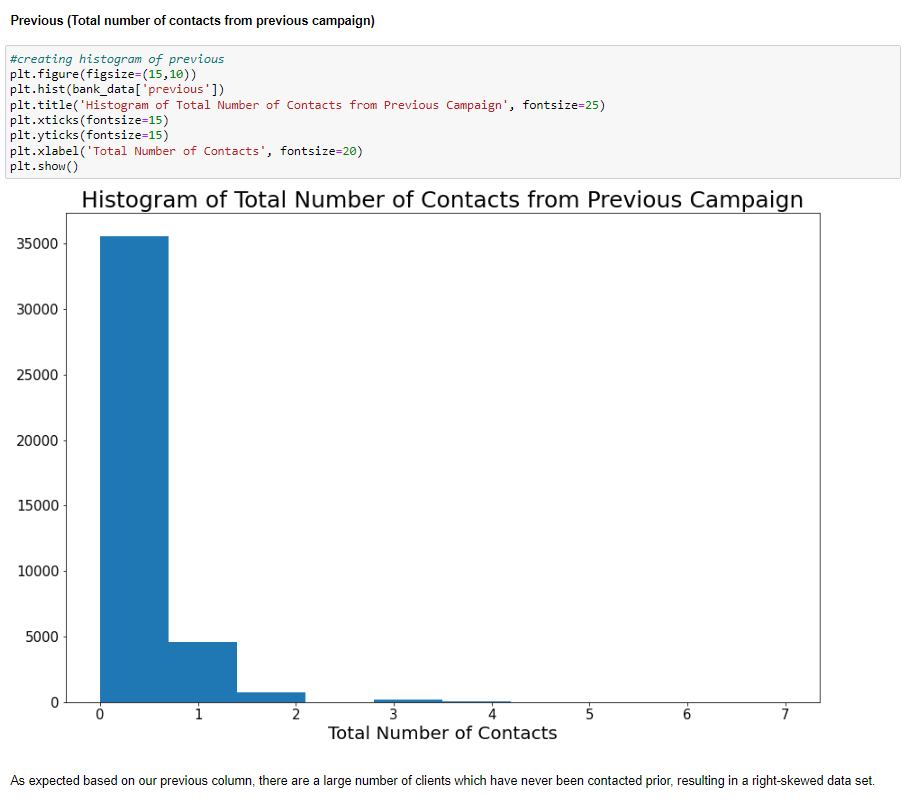 Previous (Total number of contacts from previous campaign)
#creating histogram of previous
plt.figure(figsize=(15,10))
plt.hist(bank_data['previous'])
plt.title('Histogram of Total Number of Contacts from Previous Campaign', fontsize=25)
plt.xticks(fontsize=15)
plt.yticks(fontsize=15)
plt.xlabel('Total Number of Contacts', fontsize=20)
plt.show()
Histogram of Total Number of Contacts from Previous Campaign
35000
30000
25000
20000
15000
10000
5000
0
0 1 2 3 4 5 6 7
Total Number of Contacts
As expected based on our previous column, there are a large number of clients which have never been contacted prior, resulting in a right-skewed data set.